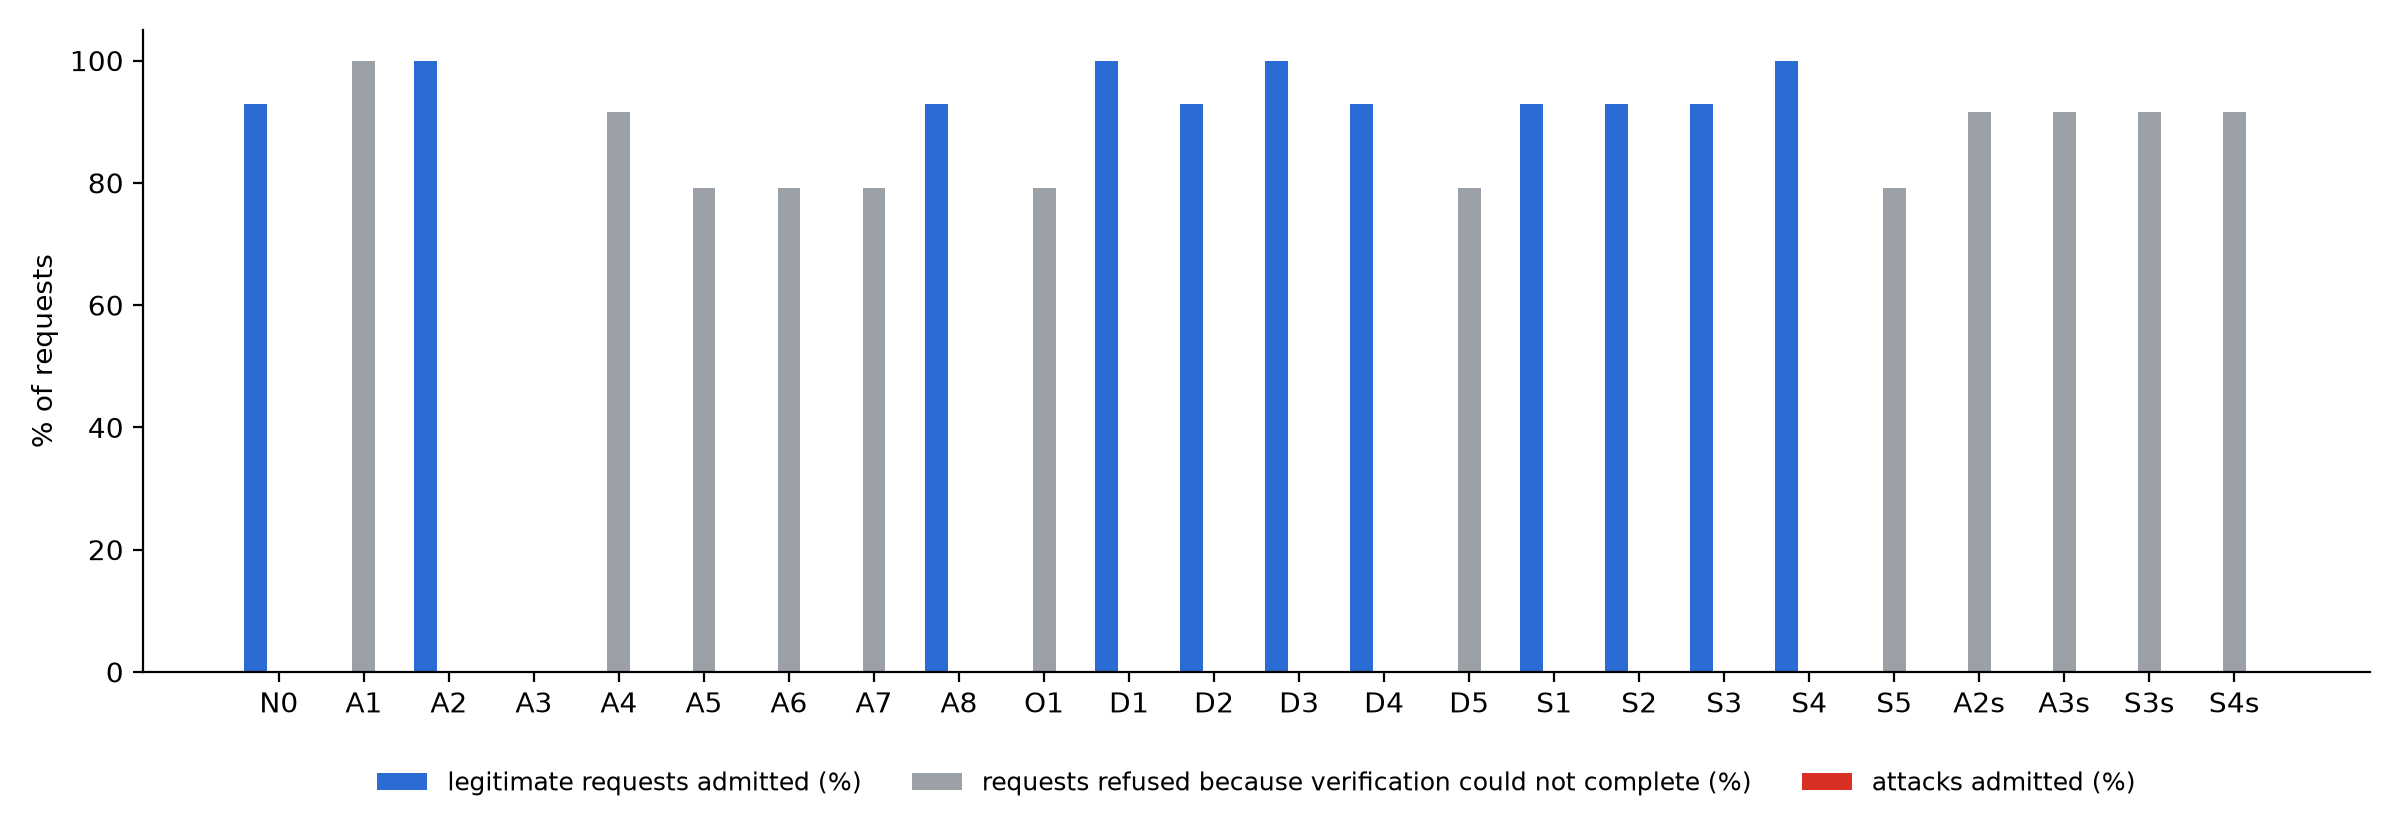 100
80
60
40
20
0
% of requests
N0 A1 A2 A3 A4 A5 A6 A7 A8 O1 D1 D2 D3 D4 D5 S1 S2 S3 S4 S5 A2s A3s S3s S4s
legitimate requests admitted (%) requests refused because verification could not complete (%) attacks admitted (%)